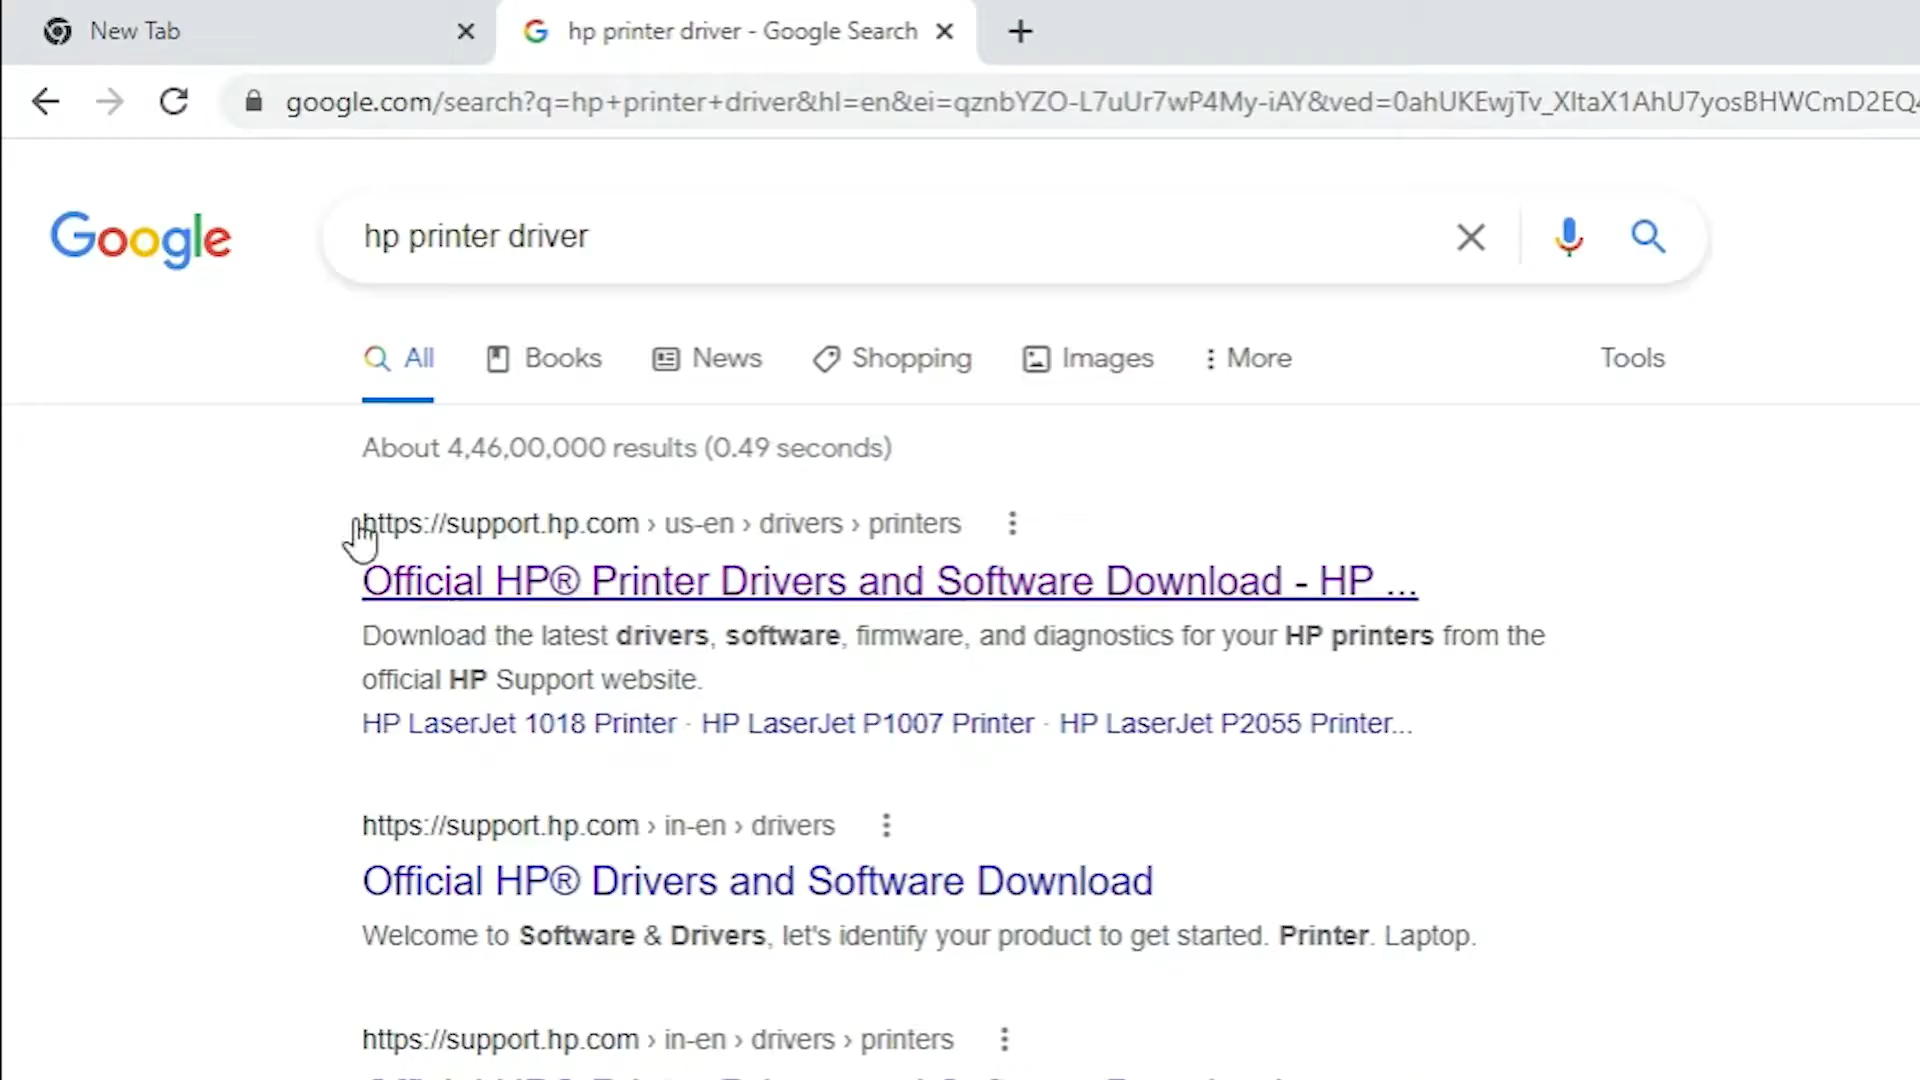 New Tab
hp printer driver - Google Search
google.com/search?q=hp+printer+driver&hl=en&ei=qznbYZO-L7uUr7wP4My-iAY&ved=0ahUKEwjTv_XItaX1AhU7yosBHWCmD2EQ4
Google
hp printer driver
All Books News Shopping Images More Tools
About 4,46,00,000 results (0.49 seconds)
https://support.hp.com › us-en › drivers › printers
Official HP® Printer Drivers and Software Download - HP ...
Download the latest drivers, software, firmware, and diagnostics for your HP printers from the
official HP Support website.
HP LaserJet 1018 Printer · HP LaserJet P1007 Printer · HP LaserJet P2055 Printer...
https://support.hp.com › in-en › drivers
Official HP® Drivers and Software Download
Welcome to Software & Drivers, let's identify your product to get started. Printer. Laptop.
https://support.hp.com › in-en › drivers › printers